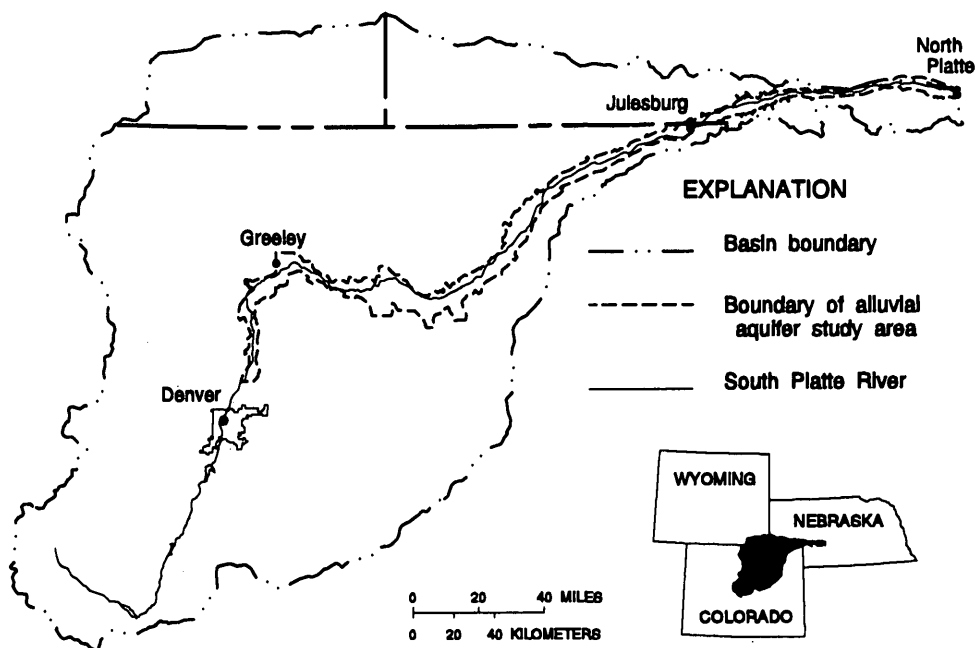 North
Platte
Julesburg
EXPLANATION
Greeley
Basin boundary
Boundary of alluvial
aquifer study area
South Platte River
Denver
WYOMING
NEBRASKA
COLORADO
0 20 40 MILES
0 20 40 KILOMETERS